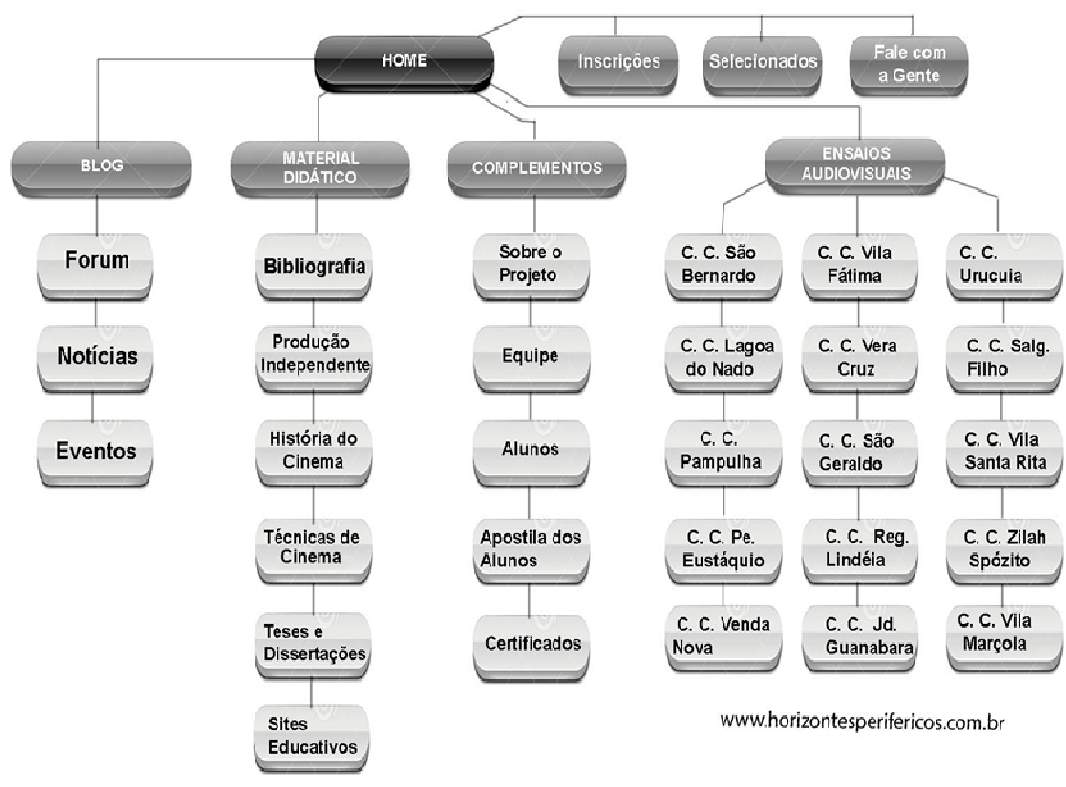 HOME
Inscrições
Selecionados
Fale com
a Gente
BLOG
MATERIAL
DIDÁTICO
COMPLEMENTOS
ENSAIOS
AUDIOVISUAIS
Forum
Notícias
Eventos
Bibliografia
Produção
Independente
História do
Cinema
Técnicas de
Cinema
Teses e
Dissertações
Sites
Educativos
Sobre o
Projeto
Equipe
Alunos
Apostila dos
Alunos
Certificados
C. C. São
Bernardo
C. C. Lagoa
do Nado
C. C.
Pampulha
C. C. Pe.
Eustáquio
C. C. Venda
Nova
C. C. Vila
Fátima
C. C. Vera
Cruz
C. C. São
Geraldo
C. C. Reg.
Lindéia
C. C. Jd.
Guanabara
C. C.
Urucuia
C. C. Salg.
Filho
C. C. Vila
Santa Rita
C. C. Zilah
Spózito
C. C. Vila
Marçola
www.horizontesperifericos.com.br